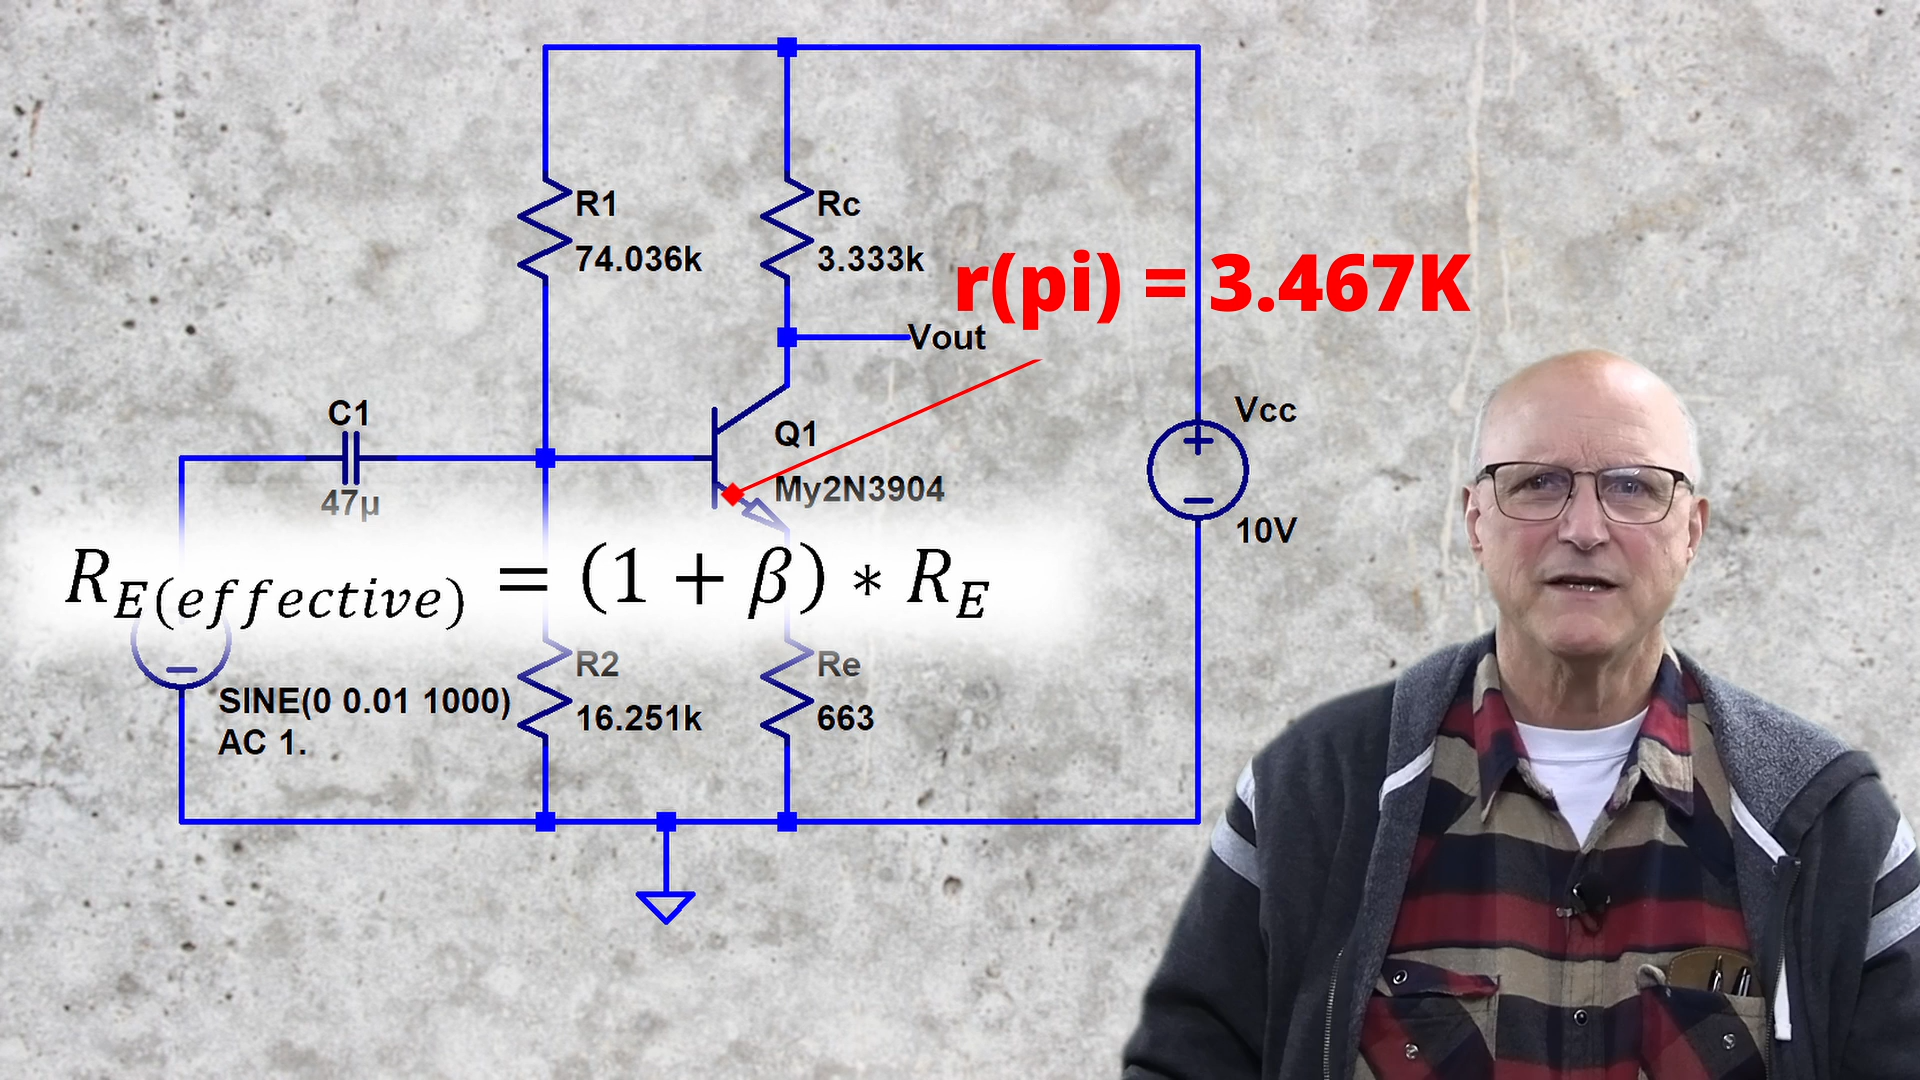 R1
74.036k
Rc
3.333k
r(pi) = 3.467K
Vout
C1
47µ
Q1
My2N3904
Vcc
10V
R_{E(effective)} = (1 + β) * R_E
R2
16.251k
Re
663
SINE(0 0.01 1000)
AC 1.